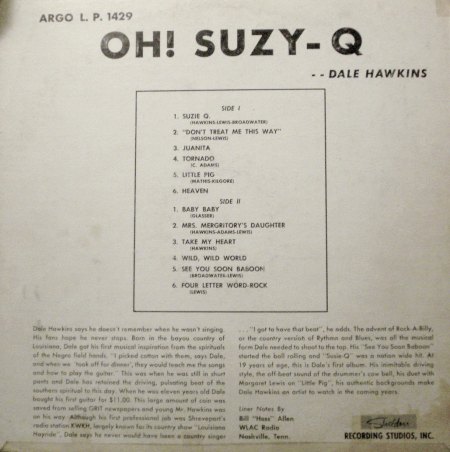 ARGO L. P. 1429
OH! SUZY-Q
-- DALE HAWKINS
SIDE I
1. SUZIE Q.
(HAWKINS-LEWIS-BROADWATER)
2. "DON'T TREAT ME THIS WAY"
(NELSON-LEWIS)
3. JUANITA
4. TORNADO
(C. ADAMS)
5. LITTLE PIG
(MATHIS-KILGORE)
6. HEAVEN
SIDE II
1. BABY BABY
(GLASSER)
2. MRS. MERGRITORY'S DAUGHTER
(HAWKINS-ADAMS-LEWIS)
3. TAKE MY HEART
(HAWKINS)
4. WILD, WILD WORLD
5. SEE YOU SOON BABOON
(BROADWATER-LEWIS)
6. FOUR LETTER WORD-ROCK
(LEWIS)
Dale Hawkins says he doesn't remember when he wasn't singing.
His fans hope he never stops. Born in the bayou country of
Louisiana, Dale got his first musical inspiration from the spirituals
of the Negro field hands. "I picked cotton with them, says Dale,
and when we 'took off for dinner', they would teach me the songs
and how to play the guitar." This was when he was still in short
pants and Dale has retained the driving, pulsating beat of the
southern spiritual to this day. When he was eleven years old Dale
bought his first guitar for $11.00. This large amount of coin was
saved from selling GRIT newspapers and young Mr. Hawkins was
on his way. Although his first professional job was Shreveport's
radio station KWKH, largely known for its country show "Louisiana
Hayride", Dale says he never would have been a country singer
. . . "I got to have that beat", he adds. The advent of Rock-A-Billy,
or the country version of Rythmn and Blues, was all the musical
form Dale needed to shoot to the top. His "See You Soon Baboon"
started the ball rolling and "Susie-Q" was a nation wide hit. At
19 years of age, this is Dale's first album. His inimitable driving
style, the off-beat sound of the drummer's cow bell, his duet with
Margaret Lewis on "Little Pig", his authentic backgrounds make
Dale Hawkins an artist to watch in the coming years.
Liner Notes By
Bill "Hoss" Allen
WLAC Radio
Nashville, Tenn.
RECORDING STUDIOS, INC.